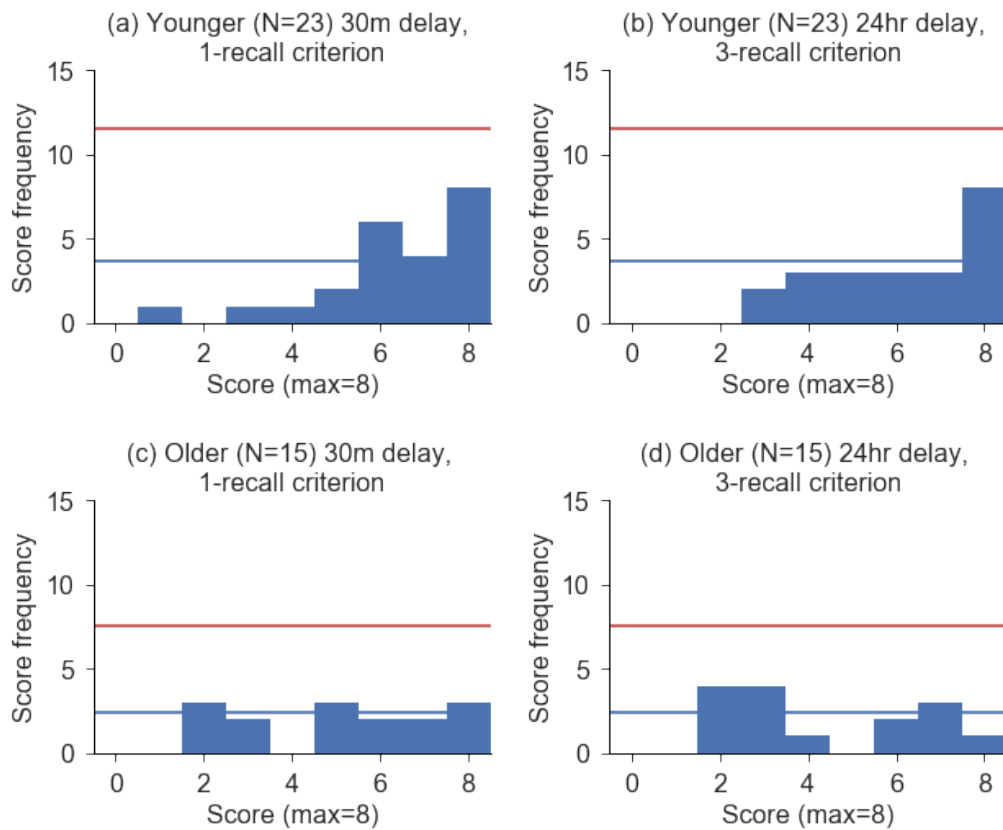 (a) Younger (N=23) 30m delay,
1-recall criterion
15
10
5
0
Score frequency
0 2 4 6 8
Score (max=8)
(b) Younger (N=23) 24hr delay,
3-recall criterion
15
10
5
0
Score frequency
0 2 4 6 8
Score (max=8)
(c) Older (N=15) 30m delay,
1-recall criterion
15
10
5
0
Score frequency
0 2 4 6 8
Score (max=8)
(d) Older (N=15) 24hr delay,
3-recall criterion
15
10
5
0
Score frequency
0 2 4 6 8
Score (max=8)